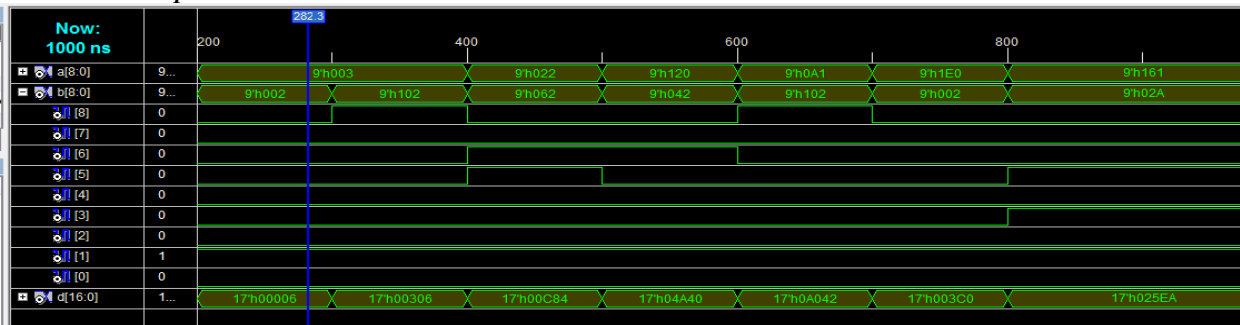 282.3
Now:
1000 ns
200 400 600 800
a[8:0] 9... 9'h003 9'h022 9'h120 9'h0A1 9'h1E0 9'h161
b[8:0] 9... 9'h002 9'h102 9'h062 9'h042 9'h102 9'h002 9'h02A
[8] 0
[7] 0
[6] 0
[5] 0
[4] 0
[3] 0
[2] 0
[1] 1
[0] 0
d[16:0] 1... 17'h00006 17'h00306 17'h00C84 17'h04A40 17'h0A042 17'h003C0 17'h025EA